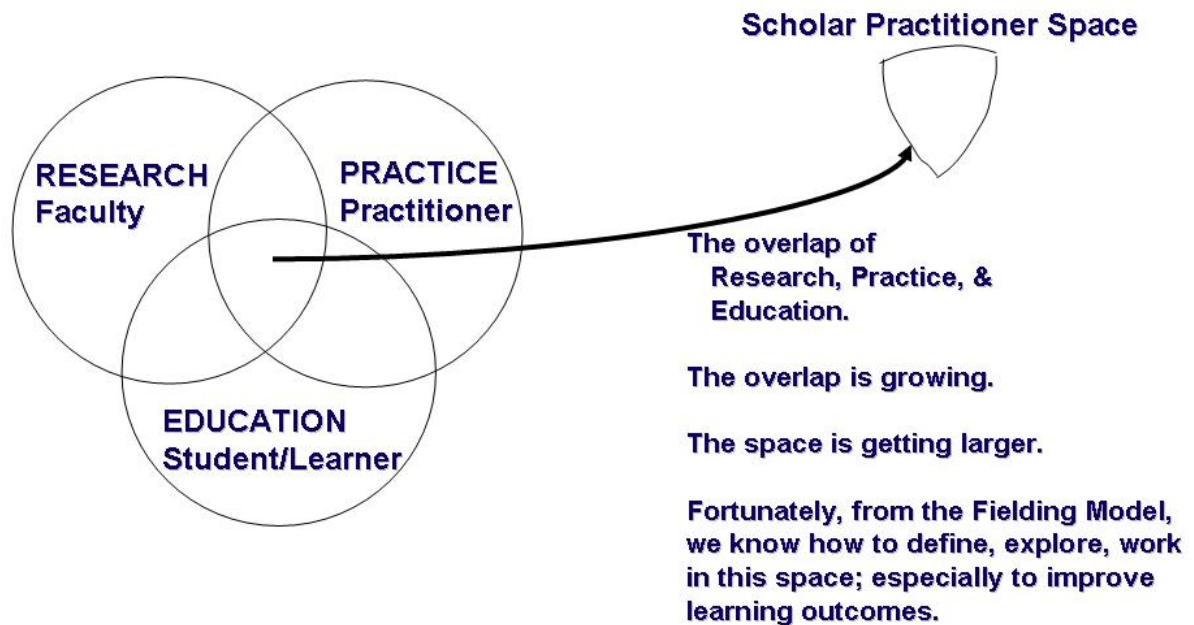 Scholar Practitioner Space
RESEARCH
Faculty
PRACTICE
Practitioner
EDUCATION
Student/Learner
The overlap of
Research, Practice, &
Education.
The overlap is growing.
The space is getting larger.
Fortunately, from the Fielding Model,
we know how to define, explore, work
in this space; especially to improve
learning outcomes.